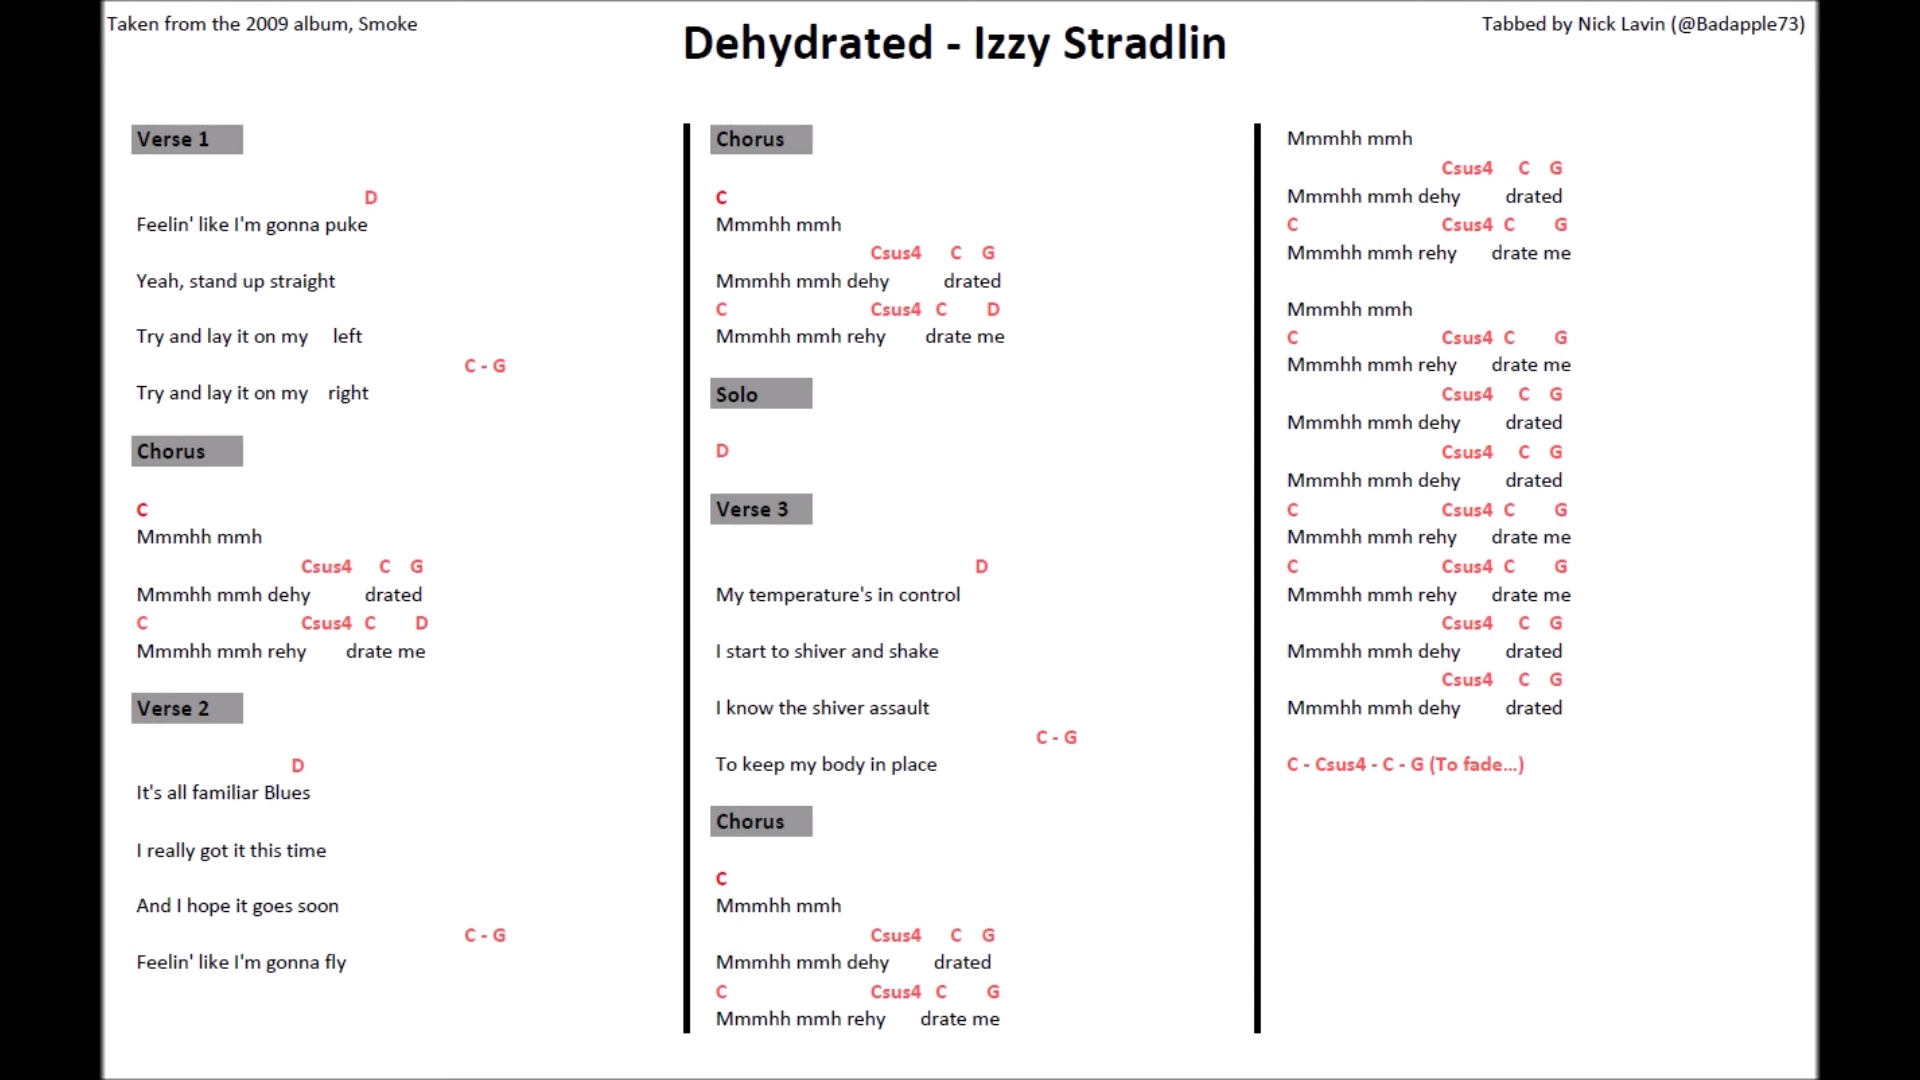 Taken from the 2009 album, Smoke
Dehydrated - Izzy Stradlin
Tabbed by Nick Lavin (@Badapple73)
Verse 1
D
Feelin' like I'm gonna puke
Yeah, stand up straight
Try and lay it on my left
C - G
Try and lay it on my right
Chorus
C
Mmmhh mmh
Csus4 C G
Mmmhh mmh dehy drated
C Csus4 C D
Mmmhh mmh rehy drate me
Verse 2
D
It's all familiar Blues
I really got it this time
And I hope it goes soon
C - G
Feelin' like I'm gonna fly
Chorus
C
Mmmhh mmh
Csus4 C G
Mmmhh mmh dehy drated
C Csus4 C D
Mmmhh mmh rehy drate me
Solo
D
Verse 3
D
My temperature's in control
I start to shiver and shake
I know the shiver assault
C - G
To keep my body in place
Chorus
C
Mmmhh mmh
Csus4 C G
Mmmhh mmh dehy drated
C Csus4 C G
Mmmhh mmh rehy drate me
Mmmhh mmh
Csus4 C G
Mmmhh mmh dehy drated
C Csus4 C G
Mmmhh mmh rehy drate me
Mmmhh mmh
C Csus4 C G
Mmmhh mmh rehy drate me
Csus4 C G
Mmmhh mmh dehy drated
Csus4 C G
Mmmhh mmh dehy drated
C Csus4 C G
Mmmhh mmh rehy drate me
C Csus4 C G
Mmmhh mmh rehy drate me
Csus4 C G
Mmmhh mmh dehy drated
Csus4 C G
Mmmhh mmh dehy drated
C - Csus4 - C - G (To fade...)